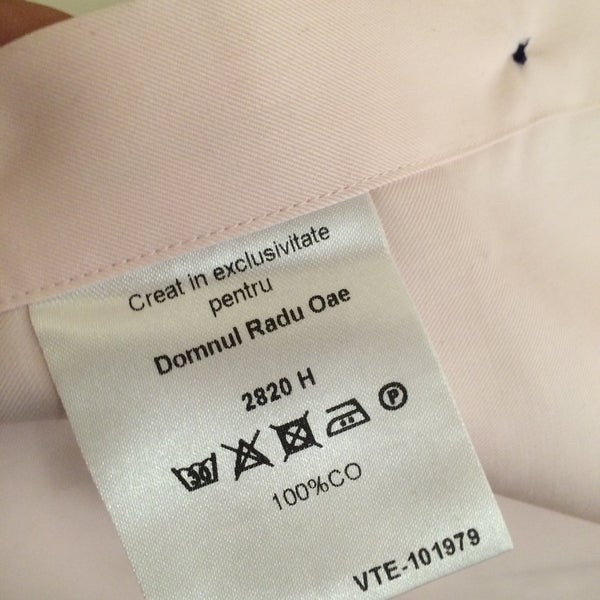 Creat in exclusivitate
pentru
Domnul Radu Oae
2820 H
30 P
100%CO
VTE-101979